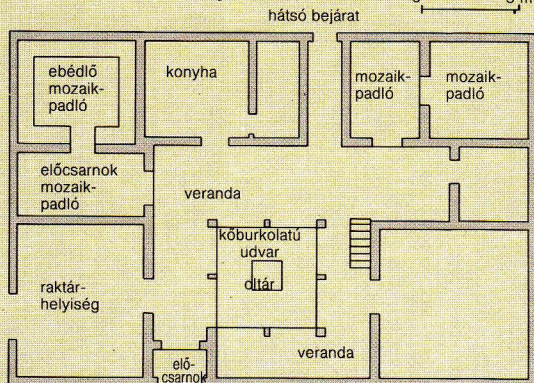 hátsó bejárat
ebédlő
mozaik-
padló
konyha
mozaik-
padló
mozaik-
padló
előcsarnok
mozaik-
padló
veranda
kőburkolatú
udvar
oltár
raktár-
helyiség
veranda
elő-
csarnok